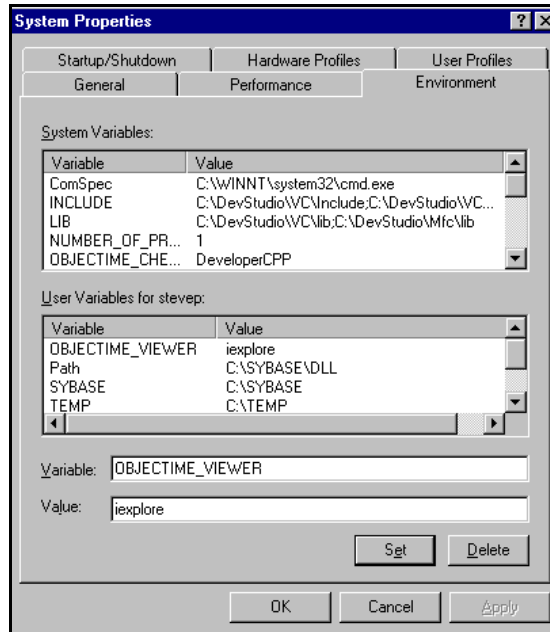 System Properties
Startup/Shutdown Hardware Profiles User Profiles
General Performance Environment
System Variables:
Variable Value
ComSpec C:\WINNT\system32\cmd.exe
INCLUDE C:\DevStudio\VC\Include;C:\DevStudio\VC...
LIB C:\DevStudio\VC\lib;C:\DevStudio\Mfc\lib
NUMBER_OF_PR... 1
OBJECTIME_CHE... DeveloperCPP
User Variables for stevep:
Variable Value
OBJECTIME_VIEWER iexplore
Path C:\SYBASE\DLL
SYBASE C:\SYBASE
TEMP C:\TEMP
Variable: OBJECTIME_VIEWER
Value: iexplore
Set Delete
OK Cancel Apply